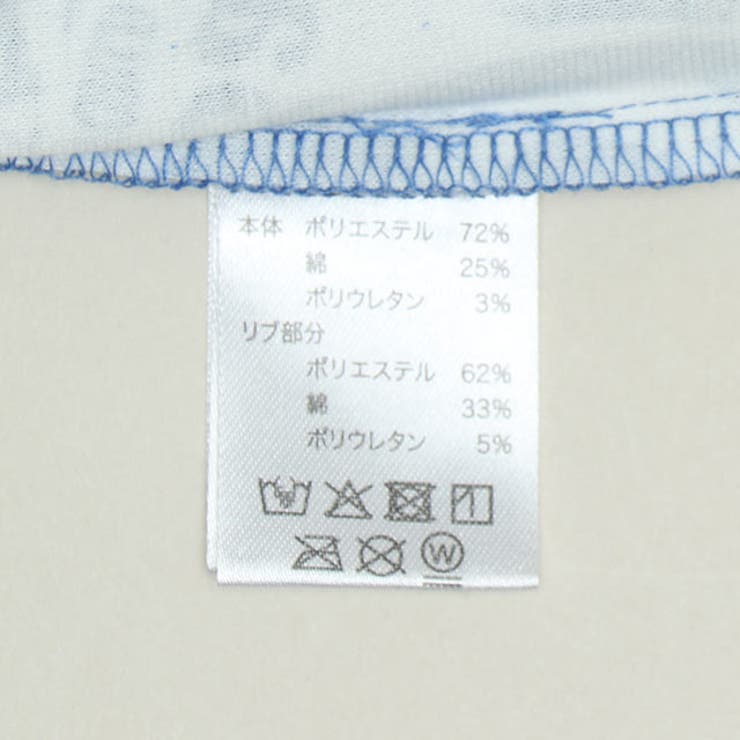 本体 ポリエステル 72%
綿 25%
ポリウレタン 3%
リブ部分
ポリエステル 62%
綿 33%
ポリウレタン 5%
W